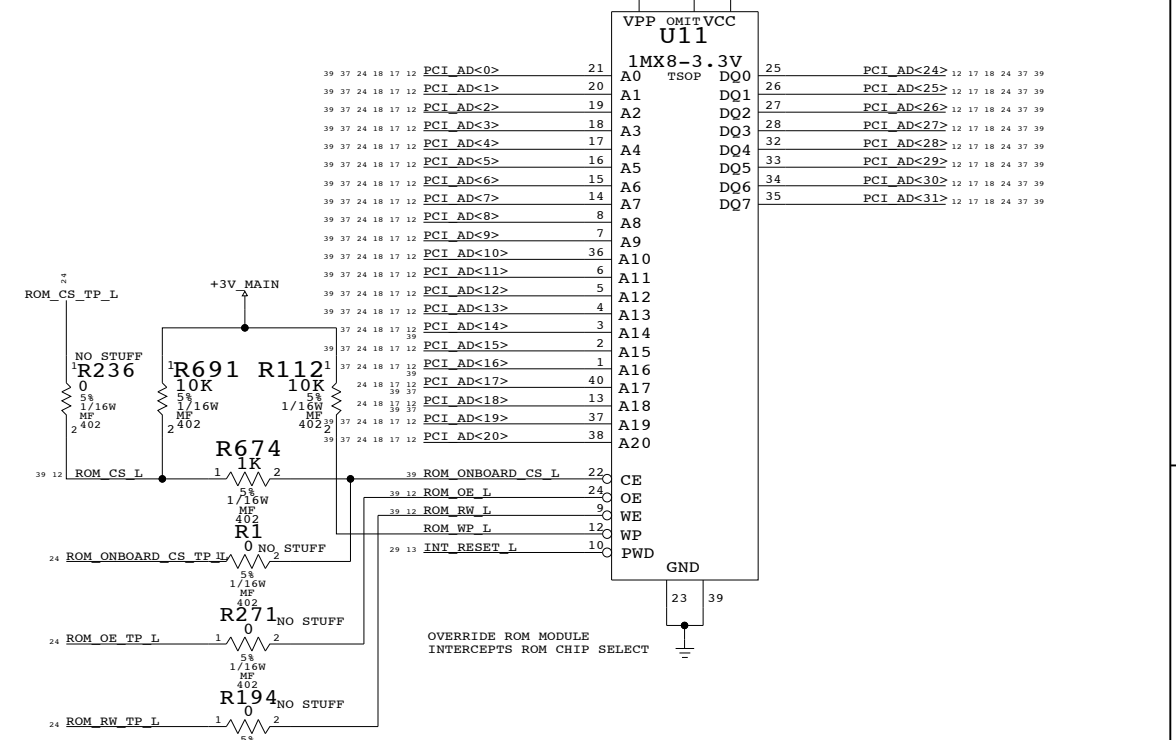 VPP OMIT VCC
U11
1MX8-3.3V
TSOP
39 37 24 18 17 12 PCI_AD<0> 21 A0 DQ0 25 PCI_AD<24> 12 17 18 24 37 39
39 37 24 18 17 12 PCI_AD<1> 20 A1 DQ1 26 PCI_AD<25> 12 17 18 24 37 39
39 37 24 18 17 12 PCI_AD<2> 19 A2 DQ2 27 PCI_AD<26> 12 17 18 24 37 39
39 37 24 18 17 12 PCI_AD<3> 18 A3 DQ3 28 PCI_AD<27> 12 17 18 24 37 39
39 37 24 18 17 12 PCI_AD<4> 17 A4 DQ4 32 PCI_AD<28> 12 17 18 24 37 39
39 37 24 18 17 12 PCI_AD<5> 16 A5 DQ5 33 PCI_AD<29> 12 17 18 24 37 39
39 37 24 18 17 12 PCI_AD<6> 15 A6 DQ6 34 PCI_AD<30> 12 17 18 24 37 39
39 37 24 18 17 12 PCI_AD<7> 14 A7 DQ7 35 PCI_AD<31> 12 17 18 24 37 39
39 37 24 18 17 12 PCI_AD<8> 8 A8
39 37 24 18 17 12 PCI_AD<9> 7 A9
39 37 24 18 17 12 PCI_AD<10> 36 A10
39 37 24 18 17 12 PCI_AD<11> 6 A11
39 37 24 18 17 12 PCI_AD<12> 5 A12
39 37 24 18 17 12 PCI_AD<13> 4 A13
37 24 18 17 12 PCI_AD<14> 3 A14
39
39 37 24 18 17 12 PCI_AD<15> 2 A15
37 24 18 17 12 PCI_AD<16> 1 A16
39
24 18 17 12 PCI_AD<17> 40 A17
39 37
24 18 17 12 PCI_AD<18> 13 A18
39 37
39 37 24 18 17 12 PCI_AD<19> 37 A19
39 37 24 18 17 12 PCI_AD<20> 38 A20
24
ROM_CS_TP_L
+3V_MAIN
NO STUFF
1 R236
0
5%
1/16W
MF
402
2
1 R691
10K
5%
1/16W
MF
402
2
R112 1
10K
5%
1/16W
MF
402 2
R674
1K
39 12 ROM_CS_L 1 2 39 ROM_ONBOARD_CS_L 22 CE
5%
1/16W
MF
402
39 12 ROM_OE_L 24 OE
39 12 ROM_RW_L 9 WE
ROM_WP_L 12 WP
29 13 INT_RESET_L 10 PWD
R1
0 NO STUFF
24 ROM_ONBOARD_CS_TP_L 1 2
5%
1/16W
MF
402
GND
23 39
R271 NO STUFF
0
24 ROM_OE_TP_L 1 2
5%
1/16W
MF
402
OVERRIDE ROM MODULE
INTERCEPTS ROM CHIP SELECT
R194 NO STUFF
0
24 ROM_RW_TP_L 1 2
5%